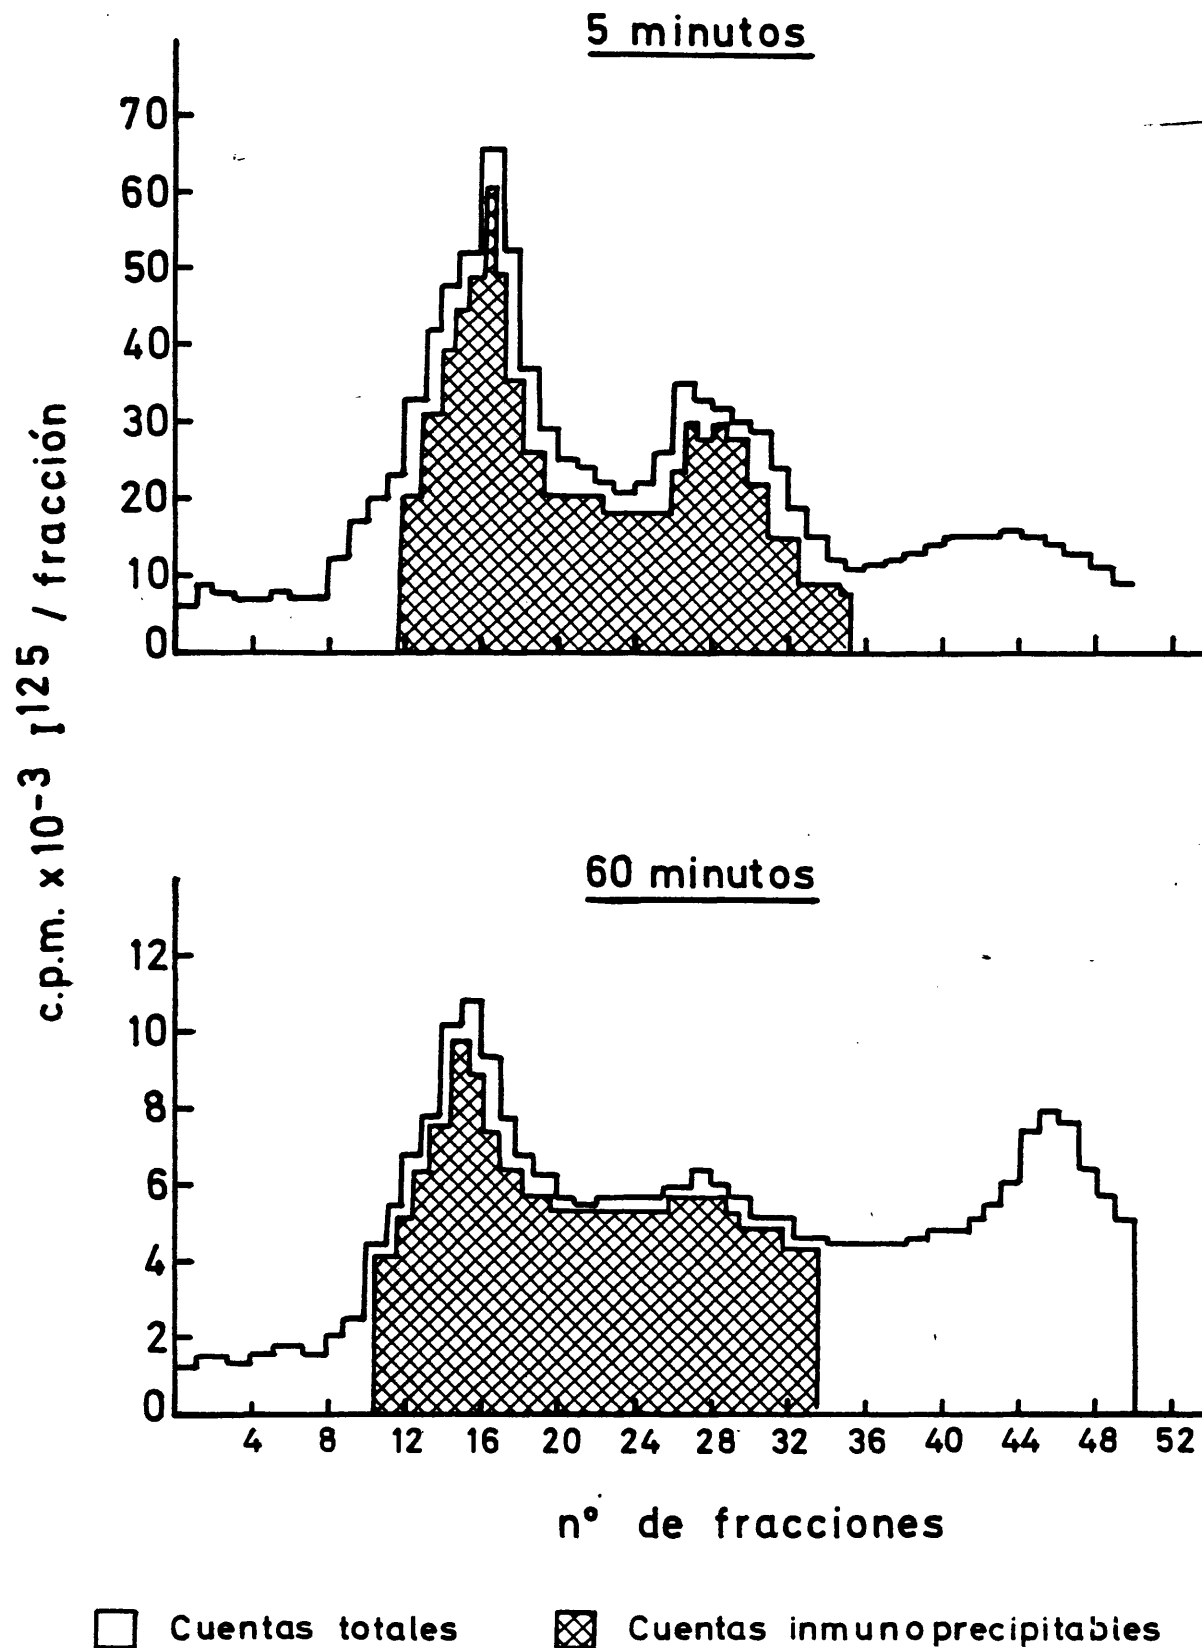 5 minutos
70
60
50
40
30
20
10
0
c.p.m. x10-3 I125 / fracción
60 minutos
12
10
8
6
4
2
0
4 8 12 16 20 24 28 32 36 40 44 48 52
nº de fracciones
Cuentas totales
Cuentas inmunoprecipitables